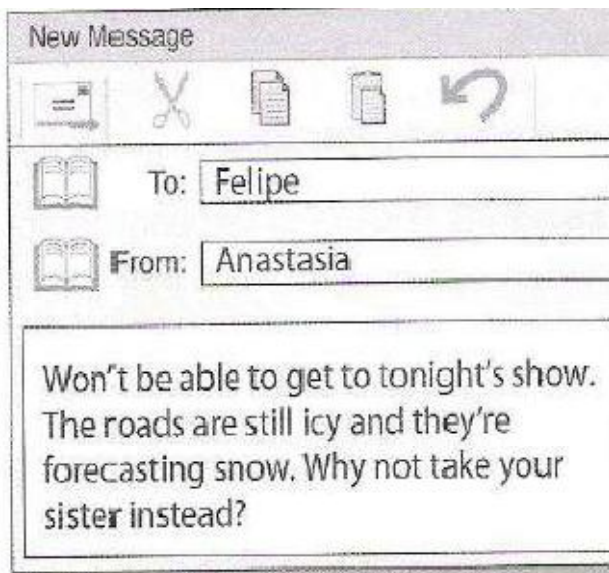 New Message
To: Felipe
From: Anastasia
Won't be able to get to tonight's show.
The roads are still icy and they're
forecasting snow. Why not take your
sister instead?